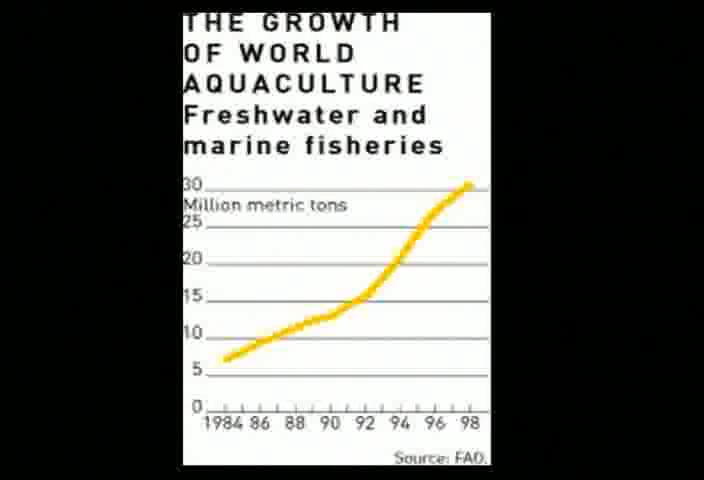 THE GROWTH
OF WORLD
AQUACULTURE
Freshwater and
marine fisheries
30
Million metric tons
25
20
15
10
5
0
1984 86 88 90 92 94 96 98
Source: FAO.